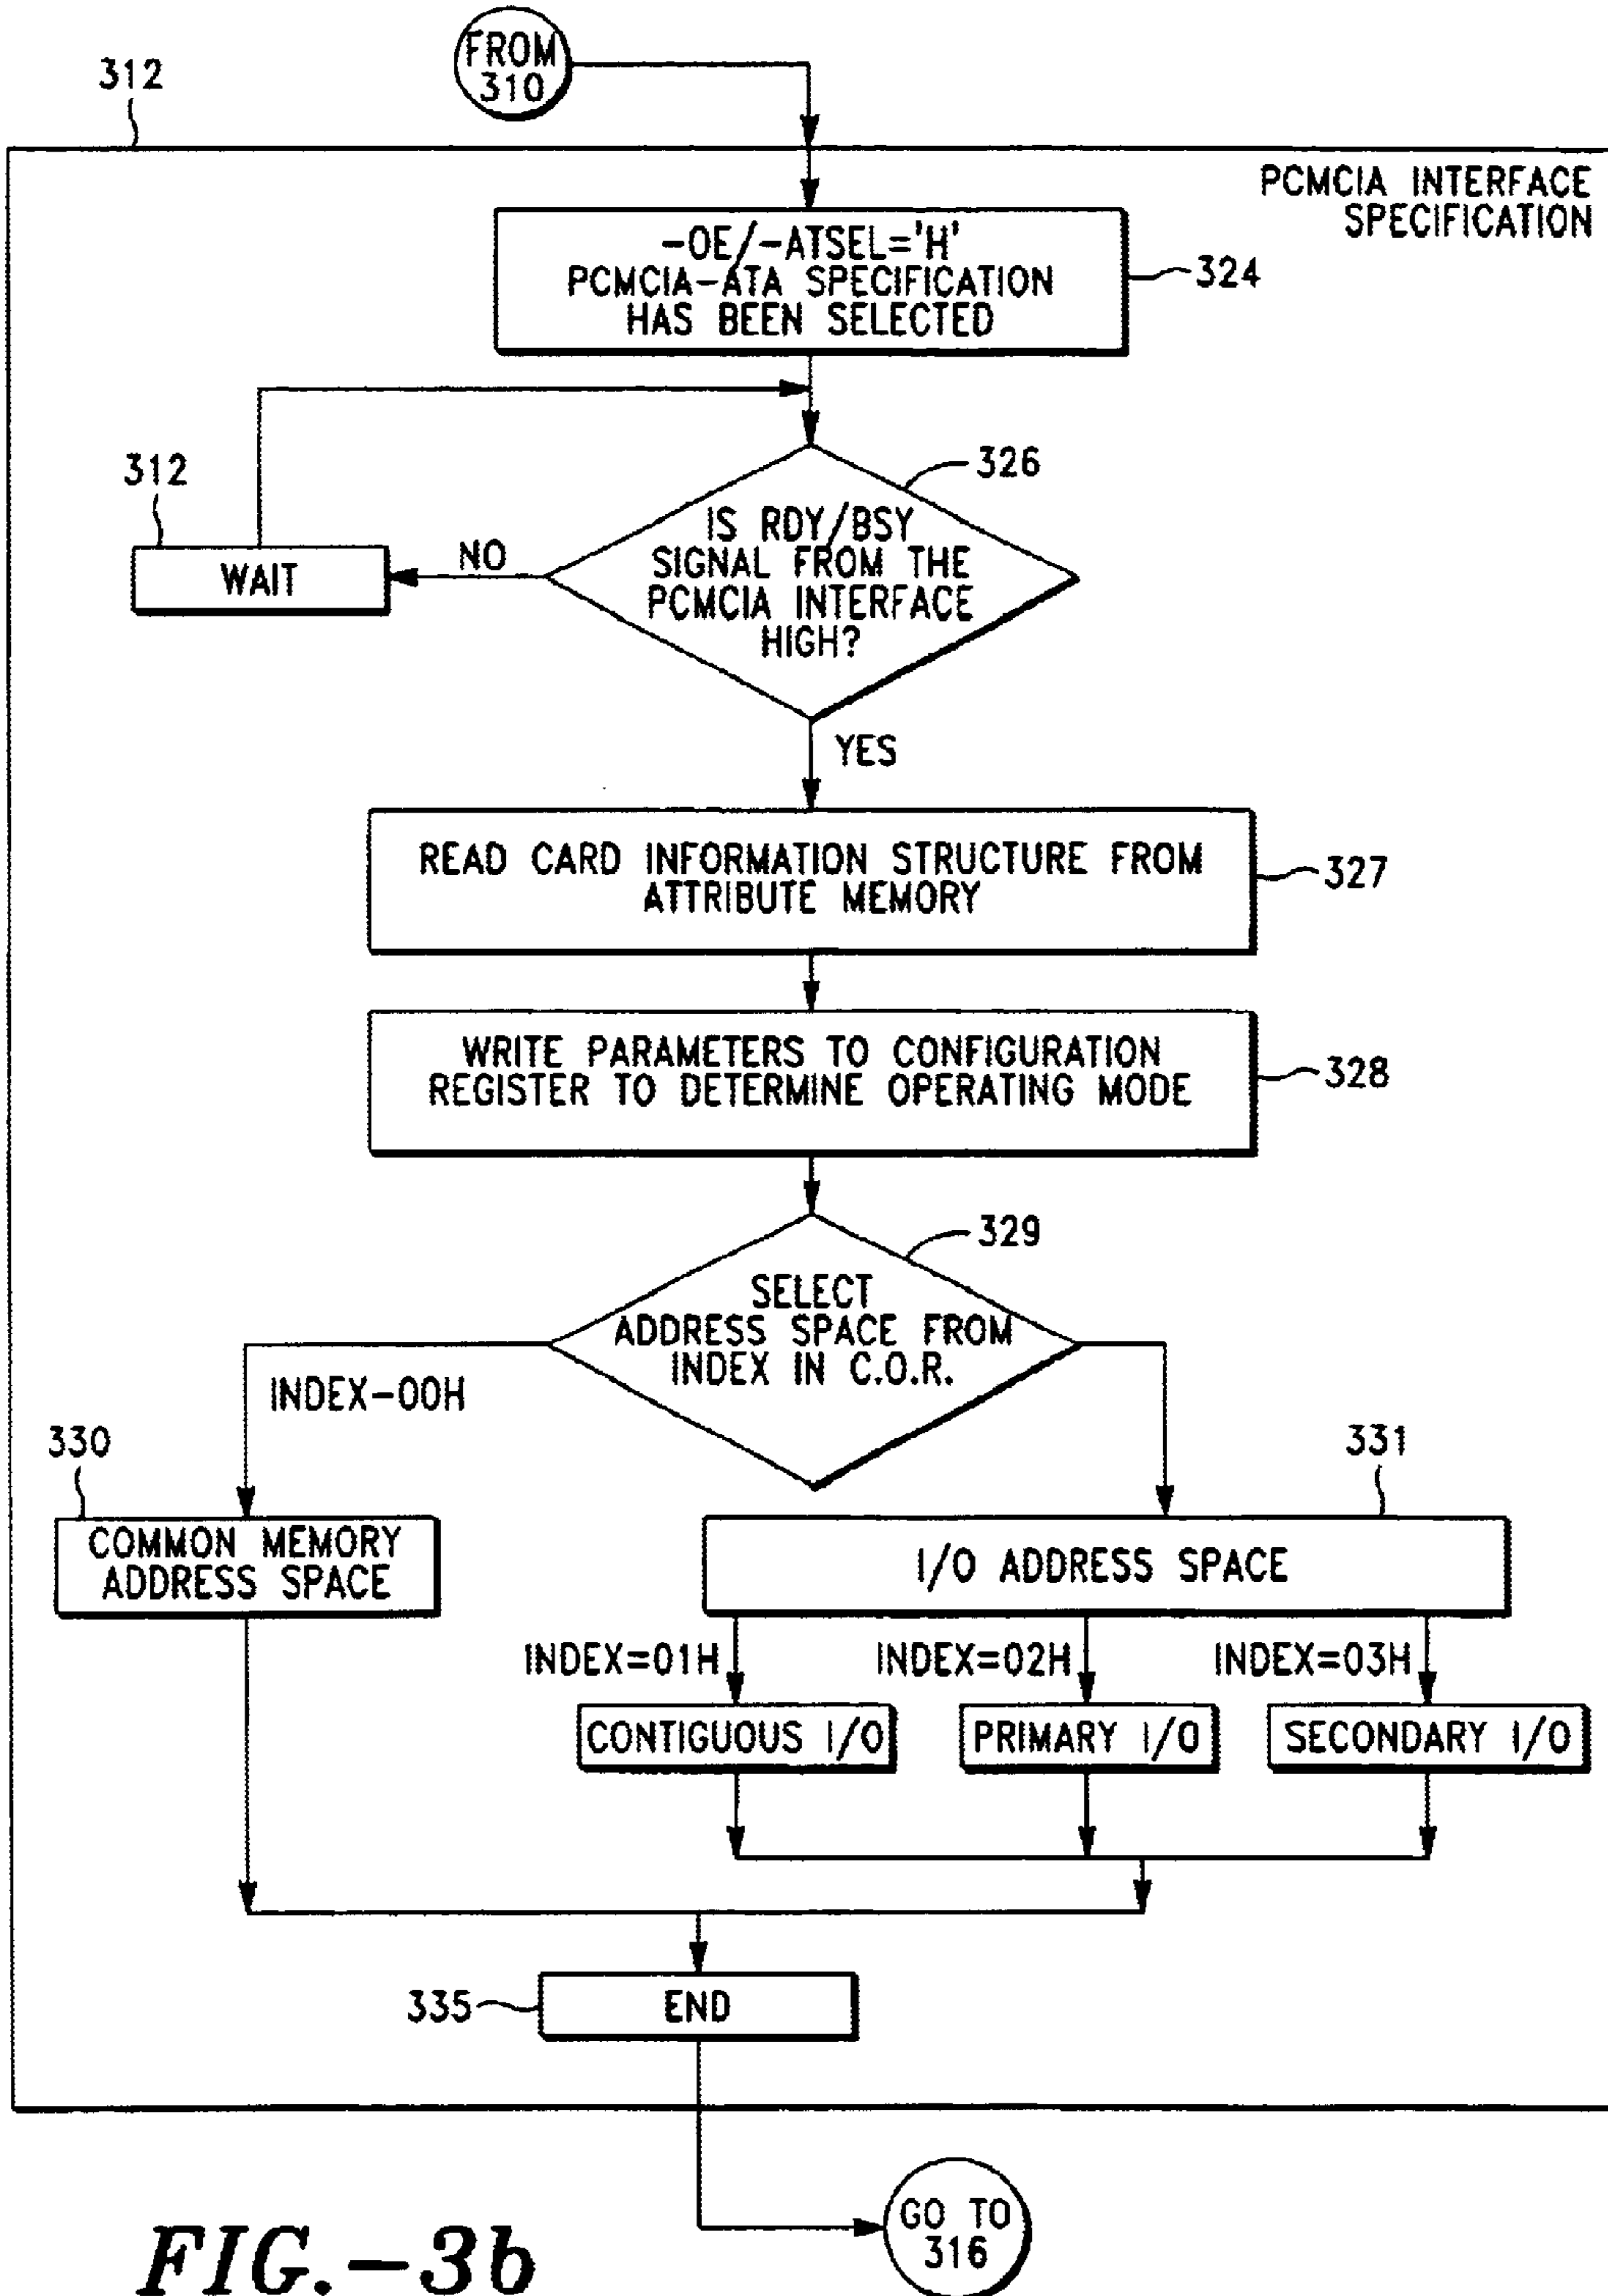 FROM
310
312
PCMCIA INTERFACE
SPECIFICATION
-OE/-ATSEL='H'
PCMCIA-ATA SPECIFICATION
HAS BEEN SELECTED
324
312
WAIT
NO
326
IS RDY/BSY
SIGNAL FROM THE
PCMCIA INTERFACE
HIGH?
YES
READ CARD INFORMATION STRUCTURE FROM
ATTRIBUTE MEMORY
327
WRITE PARAMETERS TO CONFIGURATION
REGISTER TO DETERMINE OPERATING MODE
328
329
SELECT
ADDRESS SPACE FROM
INDEX IN C.O.R.
INDEX-00H
330
COMMON MEMORY
ADDRESS SPACE
331
I/O ADDRESS SPACE
INDEX=01H
INDEX=02H
INDEX=03H
CONTIGUOUS I/O
PRIMARY I/O
SECONDARY I/O
335
END
GO TO
316
FIG.-3b